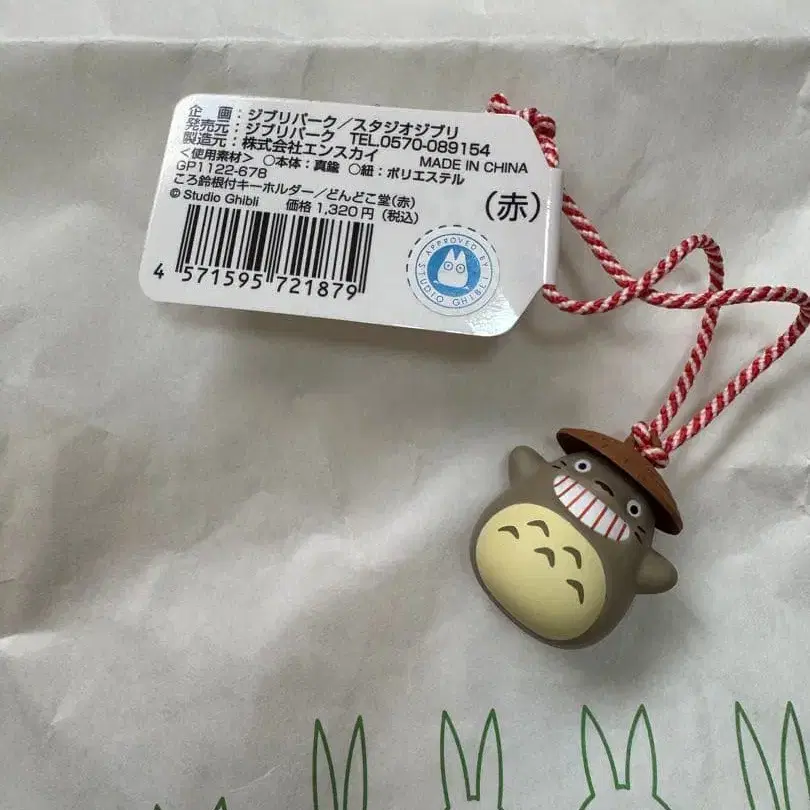 企　画：ジブリパーク／スタジオジブリ
発売元：ジブリパーク　TEL.0570-089154
製造元：株式会社エンスカイ　MADE IN CHINA
＜使用素材＞　○本体：真鍮　○紐：ポリエステル
GP1122-678
ころ鈴根付キーホルダー／どんどこ堂(赤)
© Studio Ghibli　価格 1,320円（税込）
（赤）
4 571595 721879
APPROVED BY STUDIO GHIBLI